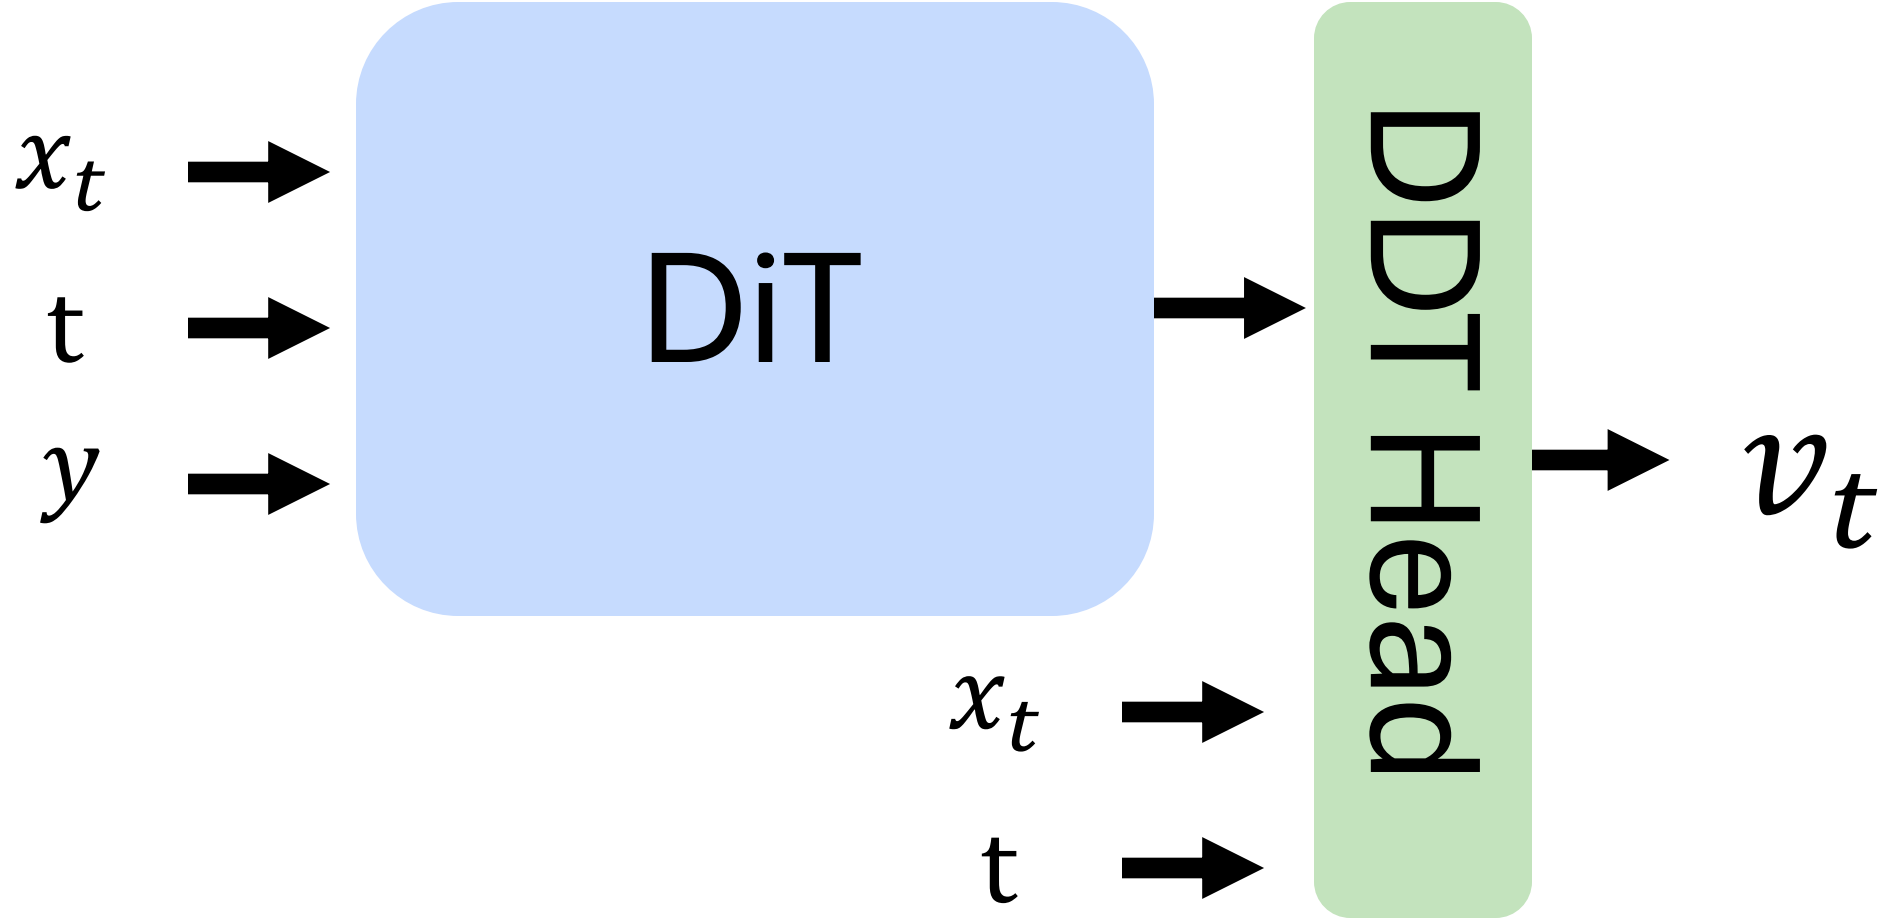 x_t
t
y
DiT
x_t
t
DDT Head
v_t